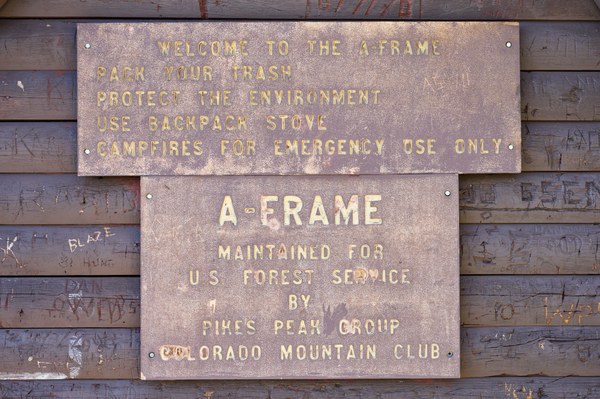 WELCOME TO THE A-FRAME
PACK YOUR TRASH
PROTECT THE ENVIRONMENT
USE BACKPACK STOVE
CAMPFIRES FOR EMERGENCY USE ONLY
A-FRAME
MAINTAINED FOR
U.S. FOREST SERVICE
BY
PIKES PEAK GROUP
COLORADO MOUNTAIN CLUB
BLAZE